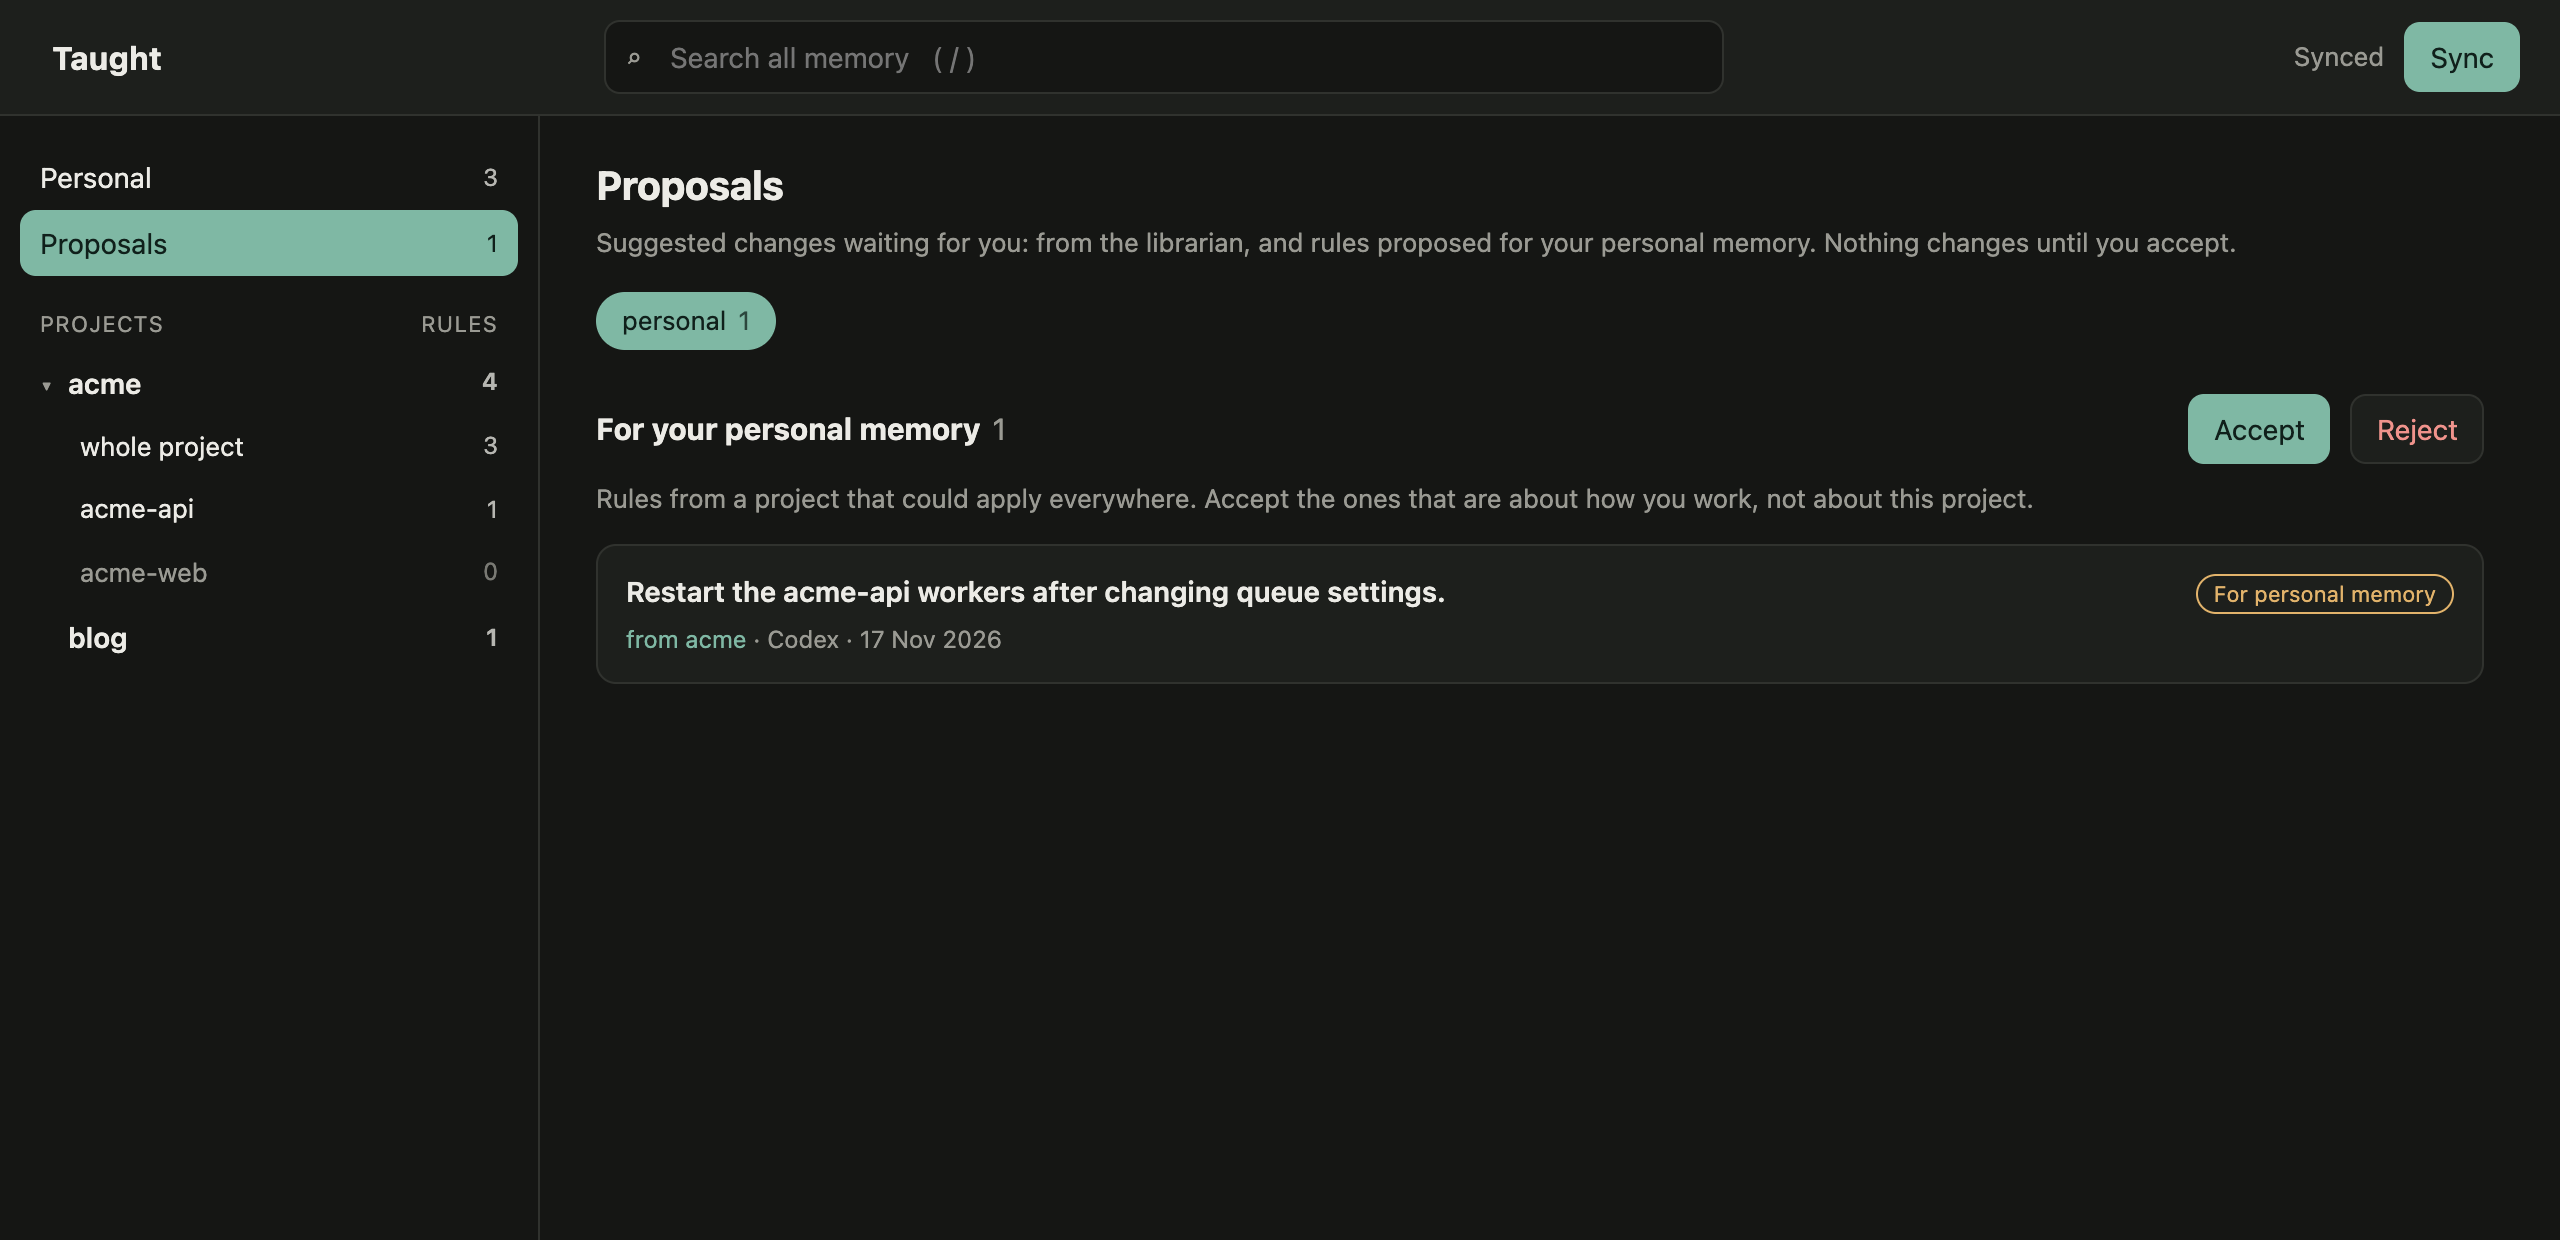 Taught
Search all memory (/)
Synced
Sync
Personal 3
Proposals 1
PROJECTS RULES
acme 4
whole project 3
acme-api 1
acme-web 0
blog 1
Proposals
Suggested changes waiting for you: from the librarian, and rules proposed for your personal memory. Nothing changes until you accept.
personal 1
For your personal memory 1
Accept
Reject
Rules from a project that could apply everywhere. Accept the ones that are about how you work, not about this project.
Restart the acme-api workers after changing queue settings.
For personal memory
from acme · Codex · 17 Nov 2026